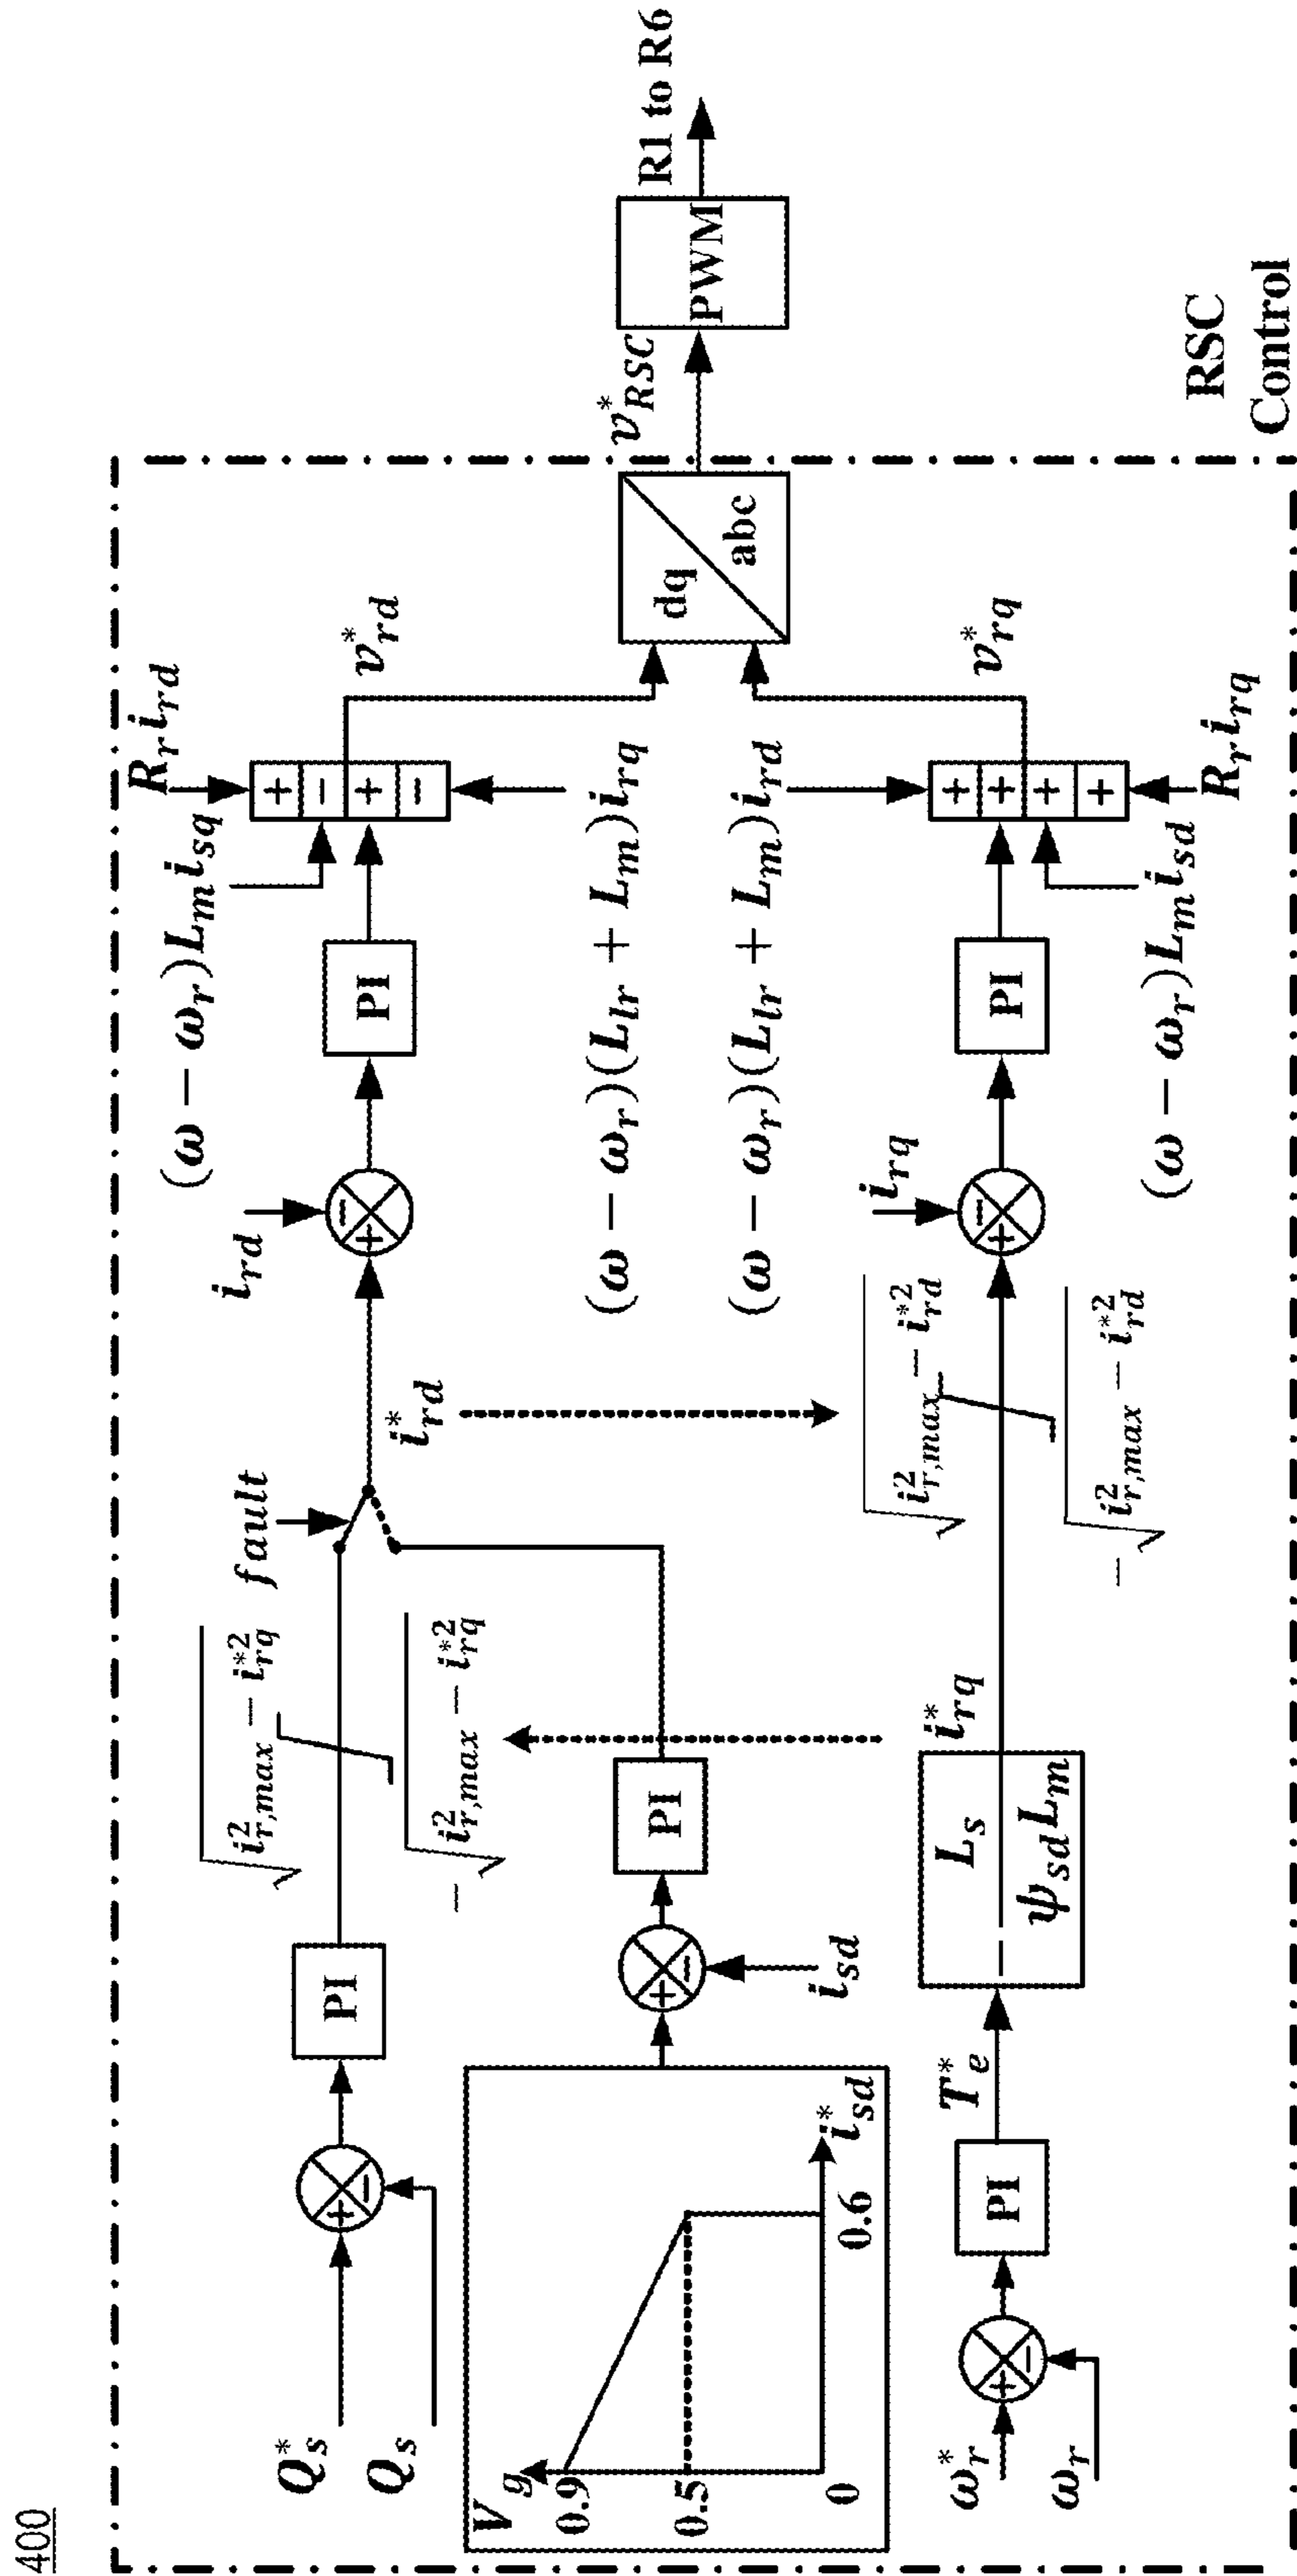 400
Q*s
Qs
PI
√(i²r,max − i*²rq)
−√(i²r,max − i*²rq)
fault
i*rd
ird
+
−
PI
(ω − ωr)Lm isq
Rr ird
+
−
+
−
v*rd
(ω − ωr)(Llr + Lm)irq
Vg
0.9
0.5
0
0.6
i*sd
+
−
isd
PI
(ω − ωr)(Llr + Lm)ird
dq
abc
v*RSC
PWM
R1 to R6
ω*r
ωr
+
−
PI
T*e
Ls
ψsd Lm
−
i*rq
√(i²r,max − i*²rd)
−√(i²r,max − i*²rd)
irq
+
−
PI
(ω − ωr)Lm isd
+
+
+
+
Rr irq
v*rq
RSC
Control